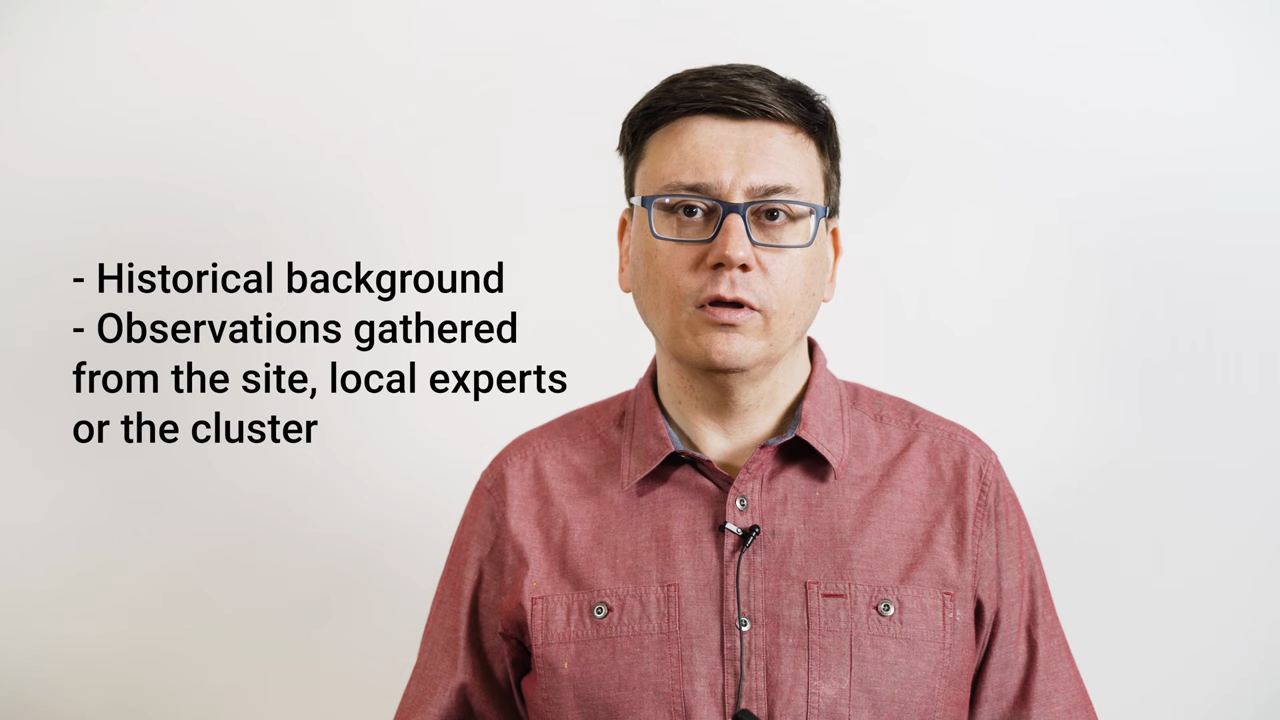 - Historical background
- Observations gathered
from the site, local experts
or the cluster